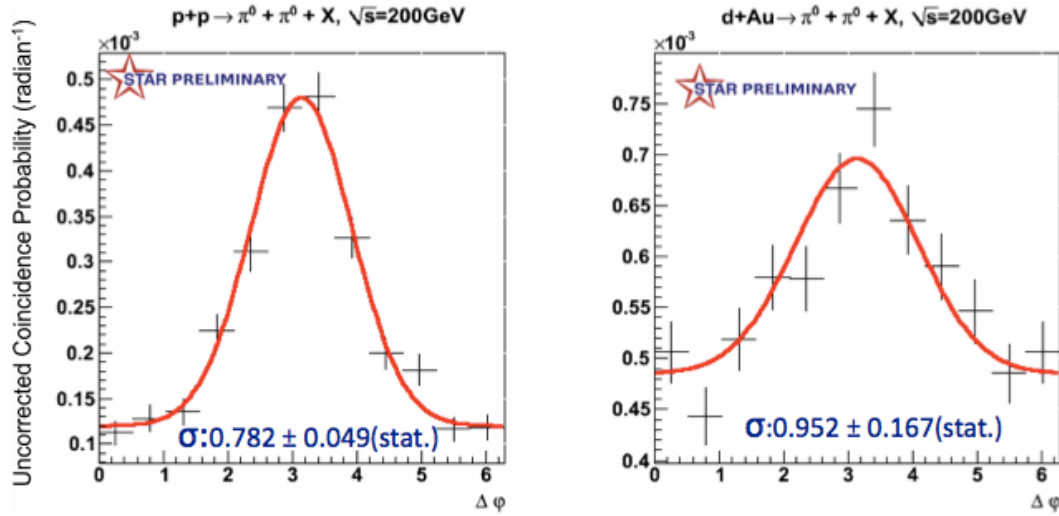 p+p→π⁰ + π⁰ + X, √s=200GeV
×10⁻³
STAR PRELIMINARY
Uncorrected Coincidence Probability (radian⁻¹)
0.5
0.45
0.4
0.35
0.3
0.25
0.2
0.15
0.1
σ:0.782 ± 0.049(stat.)
0 1 2 3 4 5 6
Δ φ
d+Au→π⁰ + π⁰ + X, √s=200GeV
×10⁻³
STAR PRELIMINARY
0.75
0.7
0.65
0.6
0.55
0.5
0.45
0.4
σ:0.952 ± 0.167(stat.)
0 1 2 3 4 5 6
Δ φ